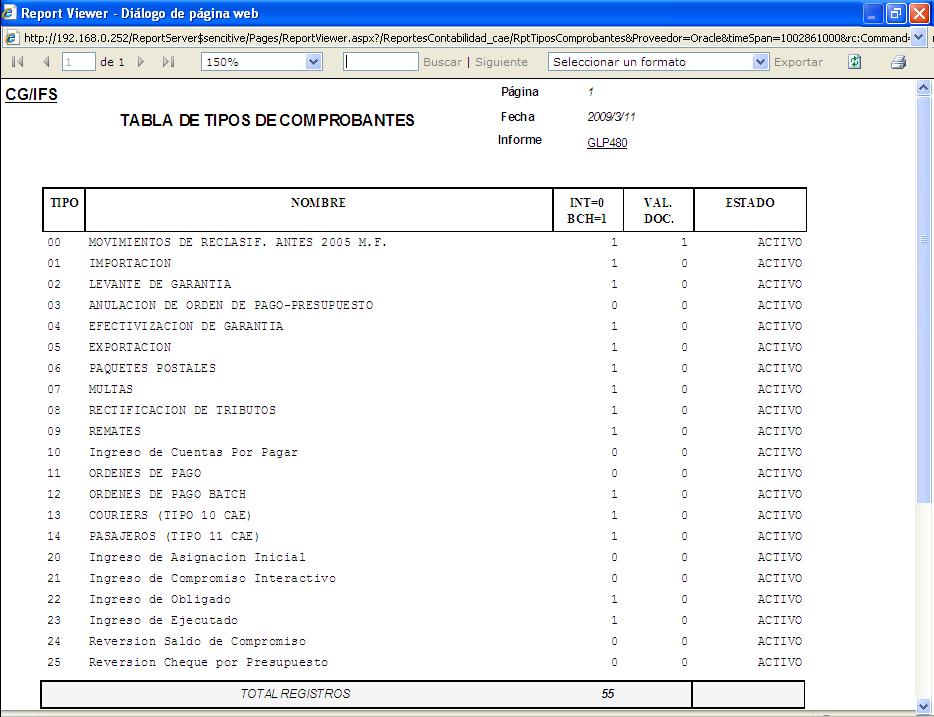 Report Viewer - Diálogo de página web
http://192.168.0.252/ReportServer$sencitive/Pages/ReportViewer.aspx?/ReportesContabilidad_cae/RptTiposComprobantes&Proveedor=Oracle&timeSpan=1002861000&rc:Command=
1 de 1 150% Buscar | Siguiente Seleccionar un formato Exportar
CG/IFS
Página 1
TABLA DE TIPOS DE COMPROBANTES
Fecha 2009/3/11
Informe GLP480
TIPO NOMBRE INT=0 BCH=1 VAL. DOC. ESTADO
00 MOVIMIENTOS DE RECLASIF. ANTES 2005 M.F. 1 1 ACTIVO
01 IMPORTACION 1 0 ACTIVO
02 LEVANTE DE GARANTIA 1 0 ACTIVO
03 ANULACION DE ORDEN DE PAGO-PRESUPUESTO 0 0 ACTIVO
04 EFECTIVIZACION DE GARANTIA 1 0 ACTIVO
05 EXPORTACION 1 0 ACTIVO
06 PAQUETES POSTALES 1 0 ACTIVO
07 MULTAS 1 0 ACTIVO
08 RECTIFICACION DE TRIBUTOS 1 0 ACTIVO
09 REMATES 1 0 ACTIVO
10 Ingreso de Cuentas Por Pagar 0 0 ACTIVO
11 ORDENES DE PAGO 0 0 ACTIVO
12 ORDENES DE PAGO BATCH 1 0 ACTIVO
13 COURIERS (TIPO 10 CAE) 1 0 ACTIVO
14 PASAJEROS (TIPO 11 CAE) 1 0 ACTIVO
20 Ingreso de Asignacion Inicial 0 0 ACTIVO
21 Ingreso de Compromiso Interactivo 0 0 ACTIVO
22 Ingreso de Obligado 1 0 ACTIVO
23 Ingreso de Ejecutado 1 0 ACTIVO
24 Reversion Saldo de Compromiso 0 0 ACTIVO
25 Reversion Cheque por Presupuesto 0 0 ACTIVO
TOTAL REGISTROS 55